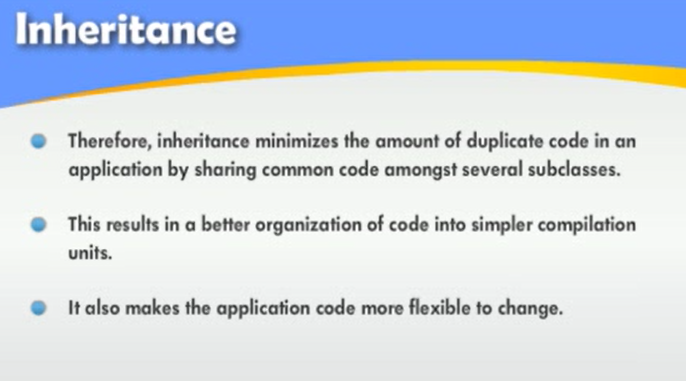 Inheritance
Therefore, inheritance minimizes the amount of duplicate code in an
application by sharing common code amongst several subclasses.
This results in a better organization of code into simpler compilation
units.
It also makes the application code more flexible to change.